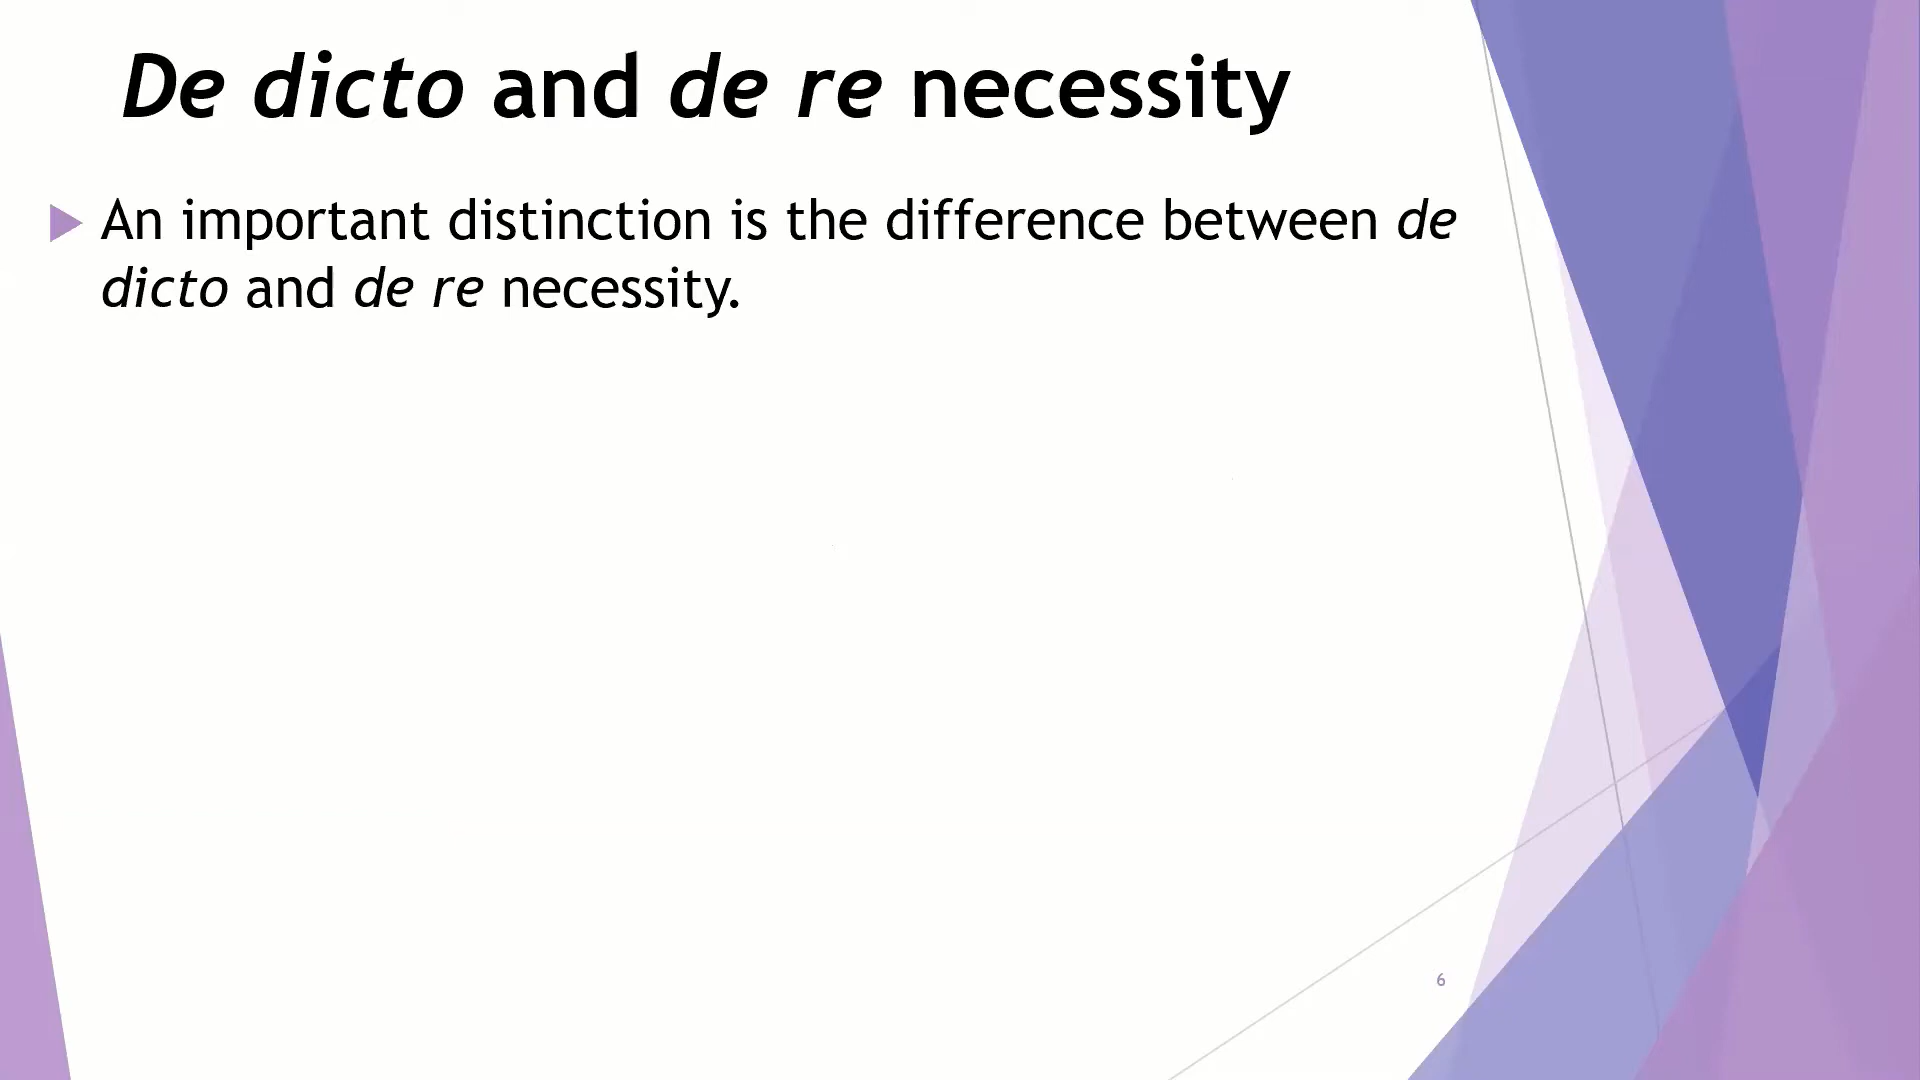 De dicto and de re necessity
An important distinction is the difference between de
dicto and de re necessity.
6